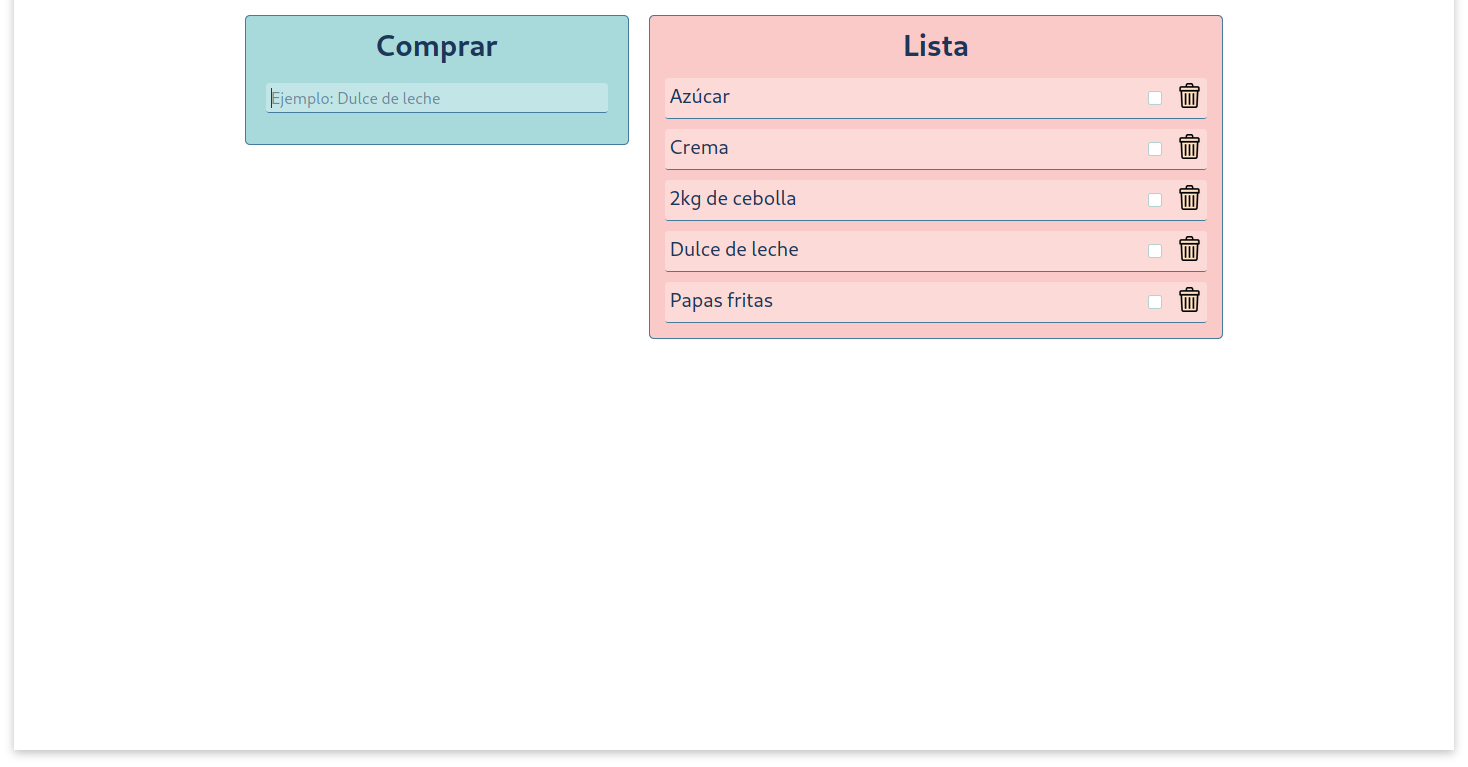 Comprar
Ejemplo: Dulce de leche
Lista
Azúcar
Crema
2kg de cebolla
Dulce de leche
Papas fritas